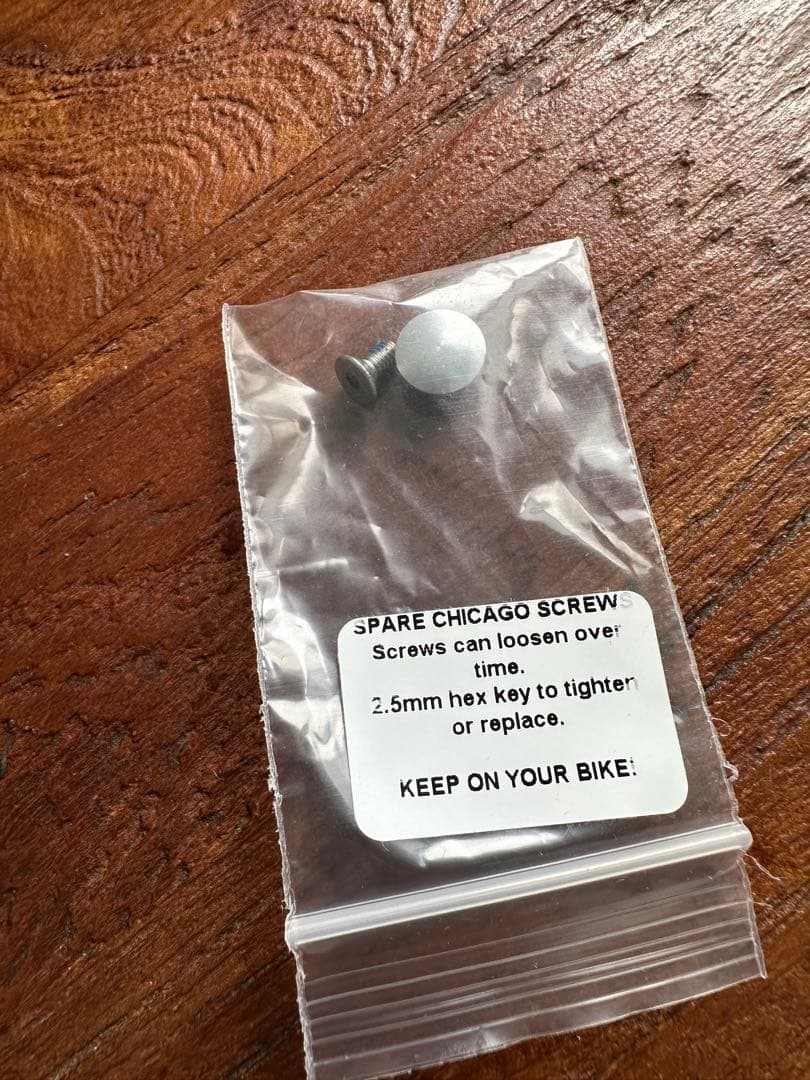 SPARE CHICAGO SCREWS
Screws can loosen over
time.
2.5mm hex key to tighten
or replace.
KEEP ON YOUR BIKE!